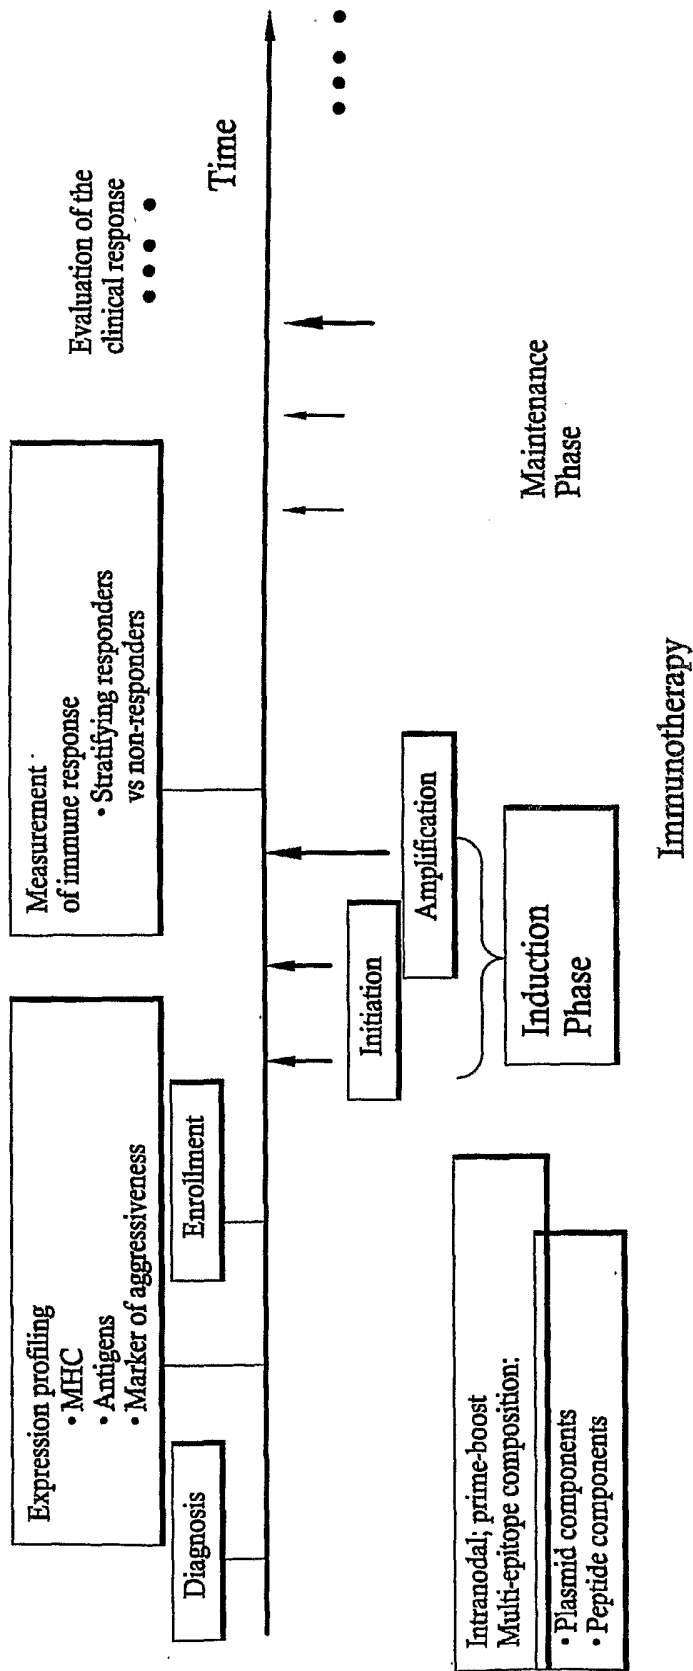 Expression profiling
• MHC
• Antigens
• Marker of aggressiveness
Measurement
of immune response
• Stratifying responders
vs non-responders
Evaluation of the
clinical response
• • • •
Diagnosis
Enrollment
Time
Initiation
Amplification
• • • •
Induction
Phase
Maintenance
Phase
Intranodal; prime-boost
Multi-epitope composition:
• Plasmid components
• Peptide components
Immunotherapy